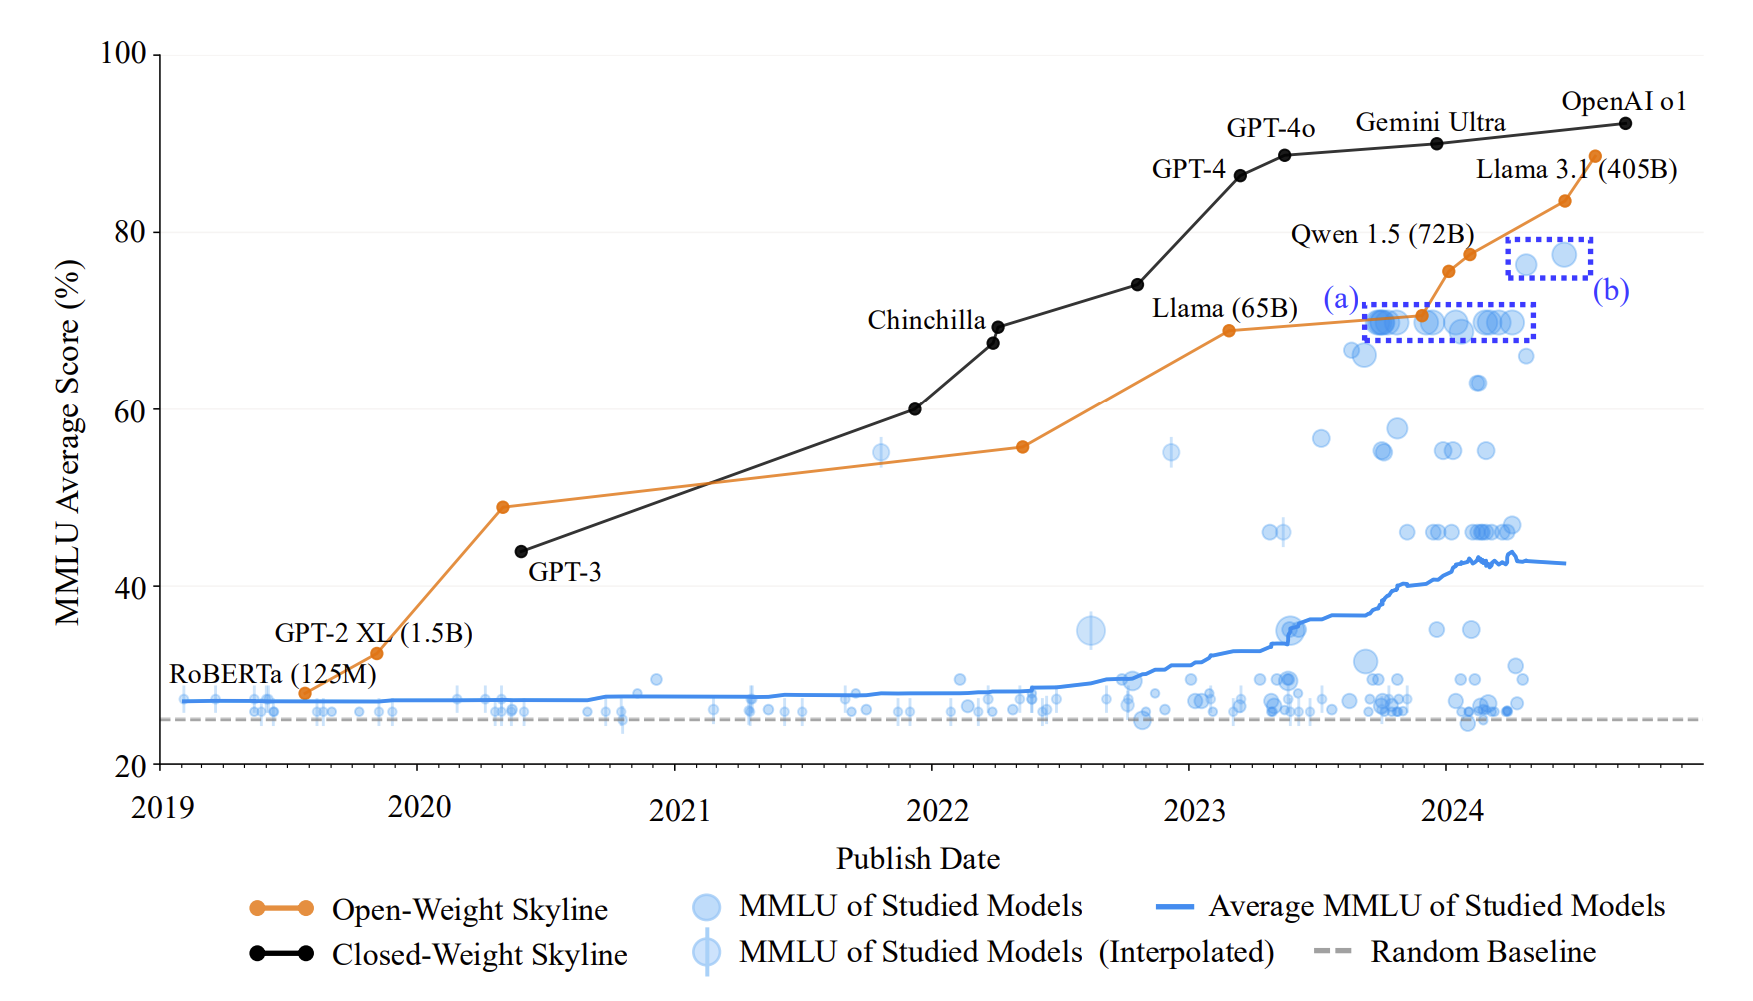 100
80
60
40
20
MMLU Average Score (%)
OpenAI o1
Gemini Ultra
GPT-4o
GPT-4
Llama 3.1 (405B)
Qwen 1.5 (72B)
(b)
(a)
Llama (65B)
Chinchilla
GPT-3
GPT-2 XL (1.5B)
RoBERTa (125M)
2019
2020
2021
2022
2023
2024
Publish Date
Open-Weight Skyline
MMLU of Studied Models
Average MMLU of Studied Models
Closed-Weight Skyline
MMLU of Studied Models (Interpolated)
Random Baseline